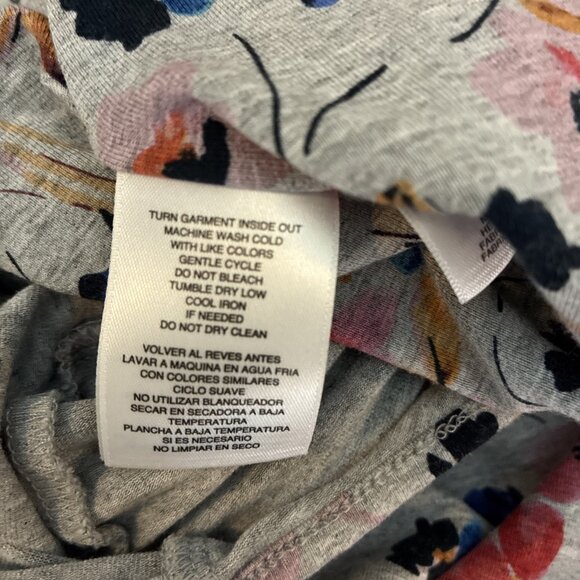 TURN GARMENT INSIDE OUT
MACHINE WASH COLD
WITH LIKE COLORS
GENTLE CYCLE
DO NOT BLEACH
TUMBLE DRY LOW
COOL IRON
IF NEEDED
DO NOT DRY CLEAN
VOLVER AL REVES ANTES
LAVAR A MAQUINA EN AGUA FRIA
CON COLORES SIMILARES
CICLO SUAVE
NO UTILIZAR BLANQUEADOR
SECAR EN SECADORA A BAJA
TEMPERATURA
PLANCHA A BAJA TEMPERATURA
SI ES NECESARIO
NO LIMPIAR EN SECO